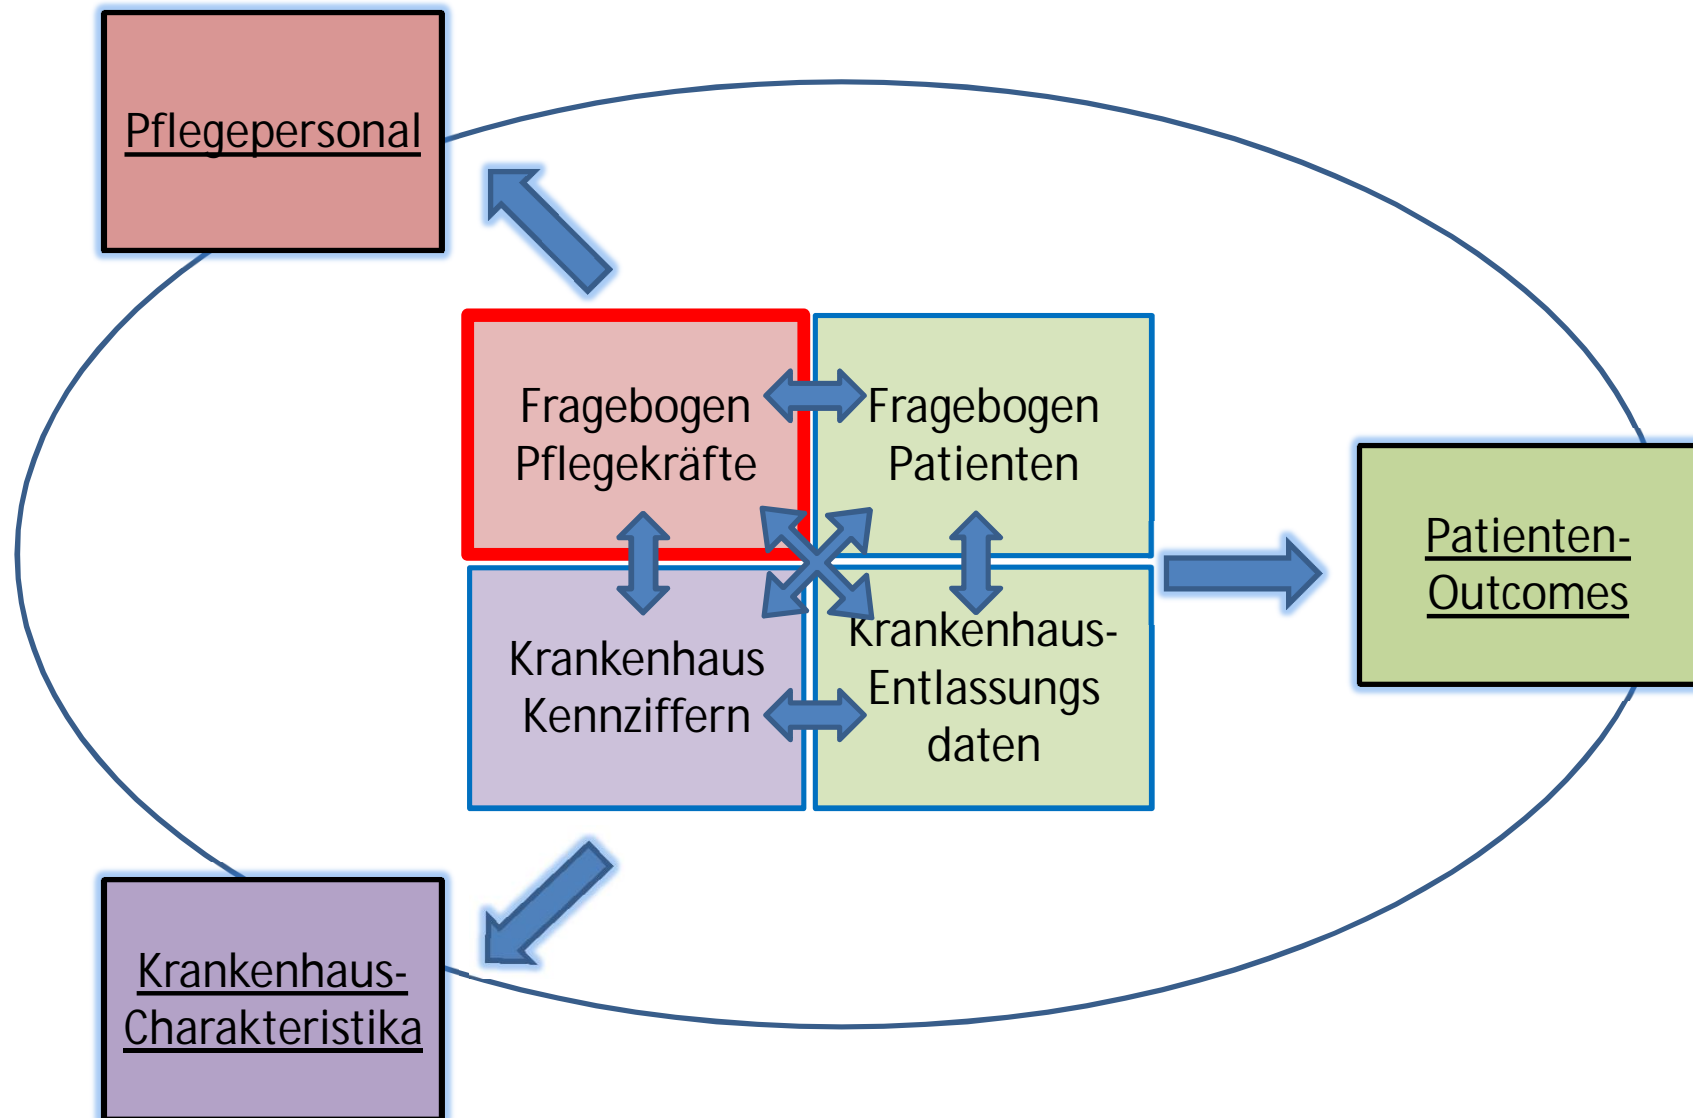 Pflegepersonal
Fragebogen
Pflegekräfte
Fragebogen
Patienten
Krankenhaus
Kennziffern
Krankenhaus-
Entlassungs
daten
Patienten-
Outcomes
Krankenhaus-
Charakteristika